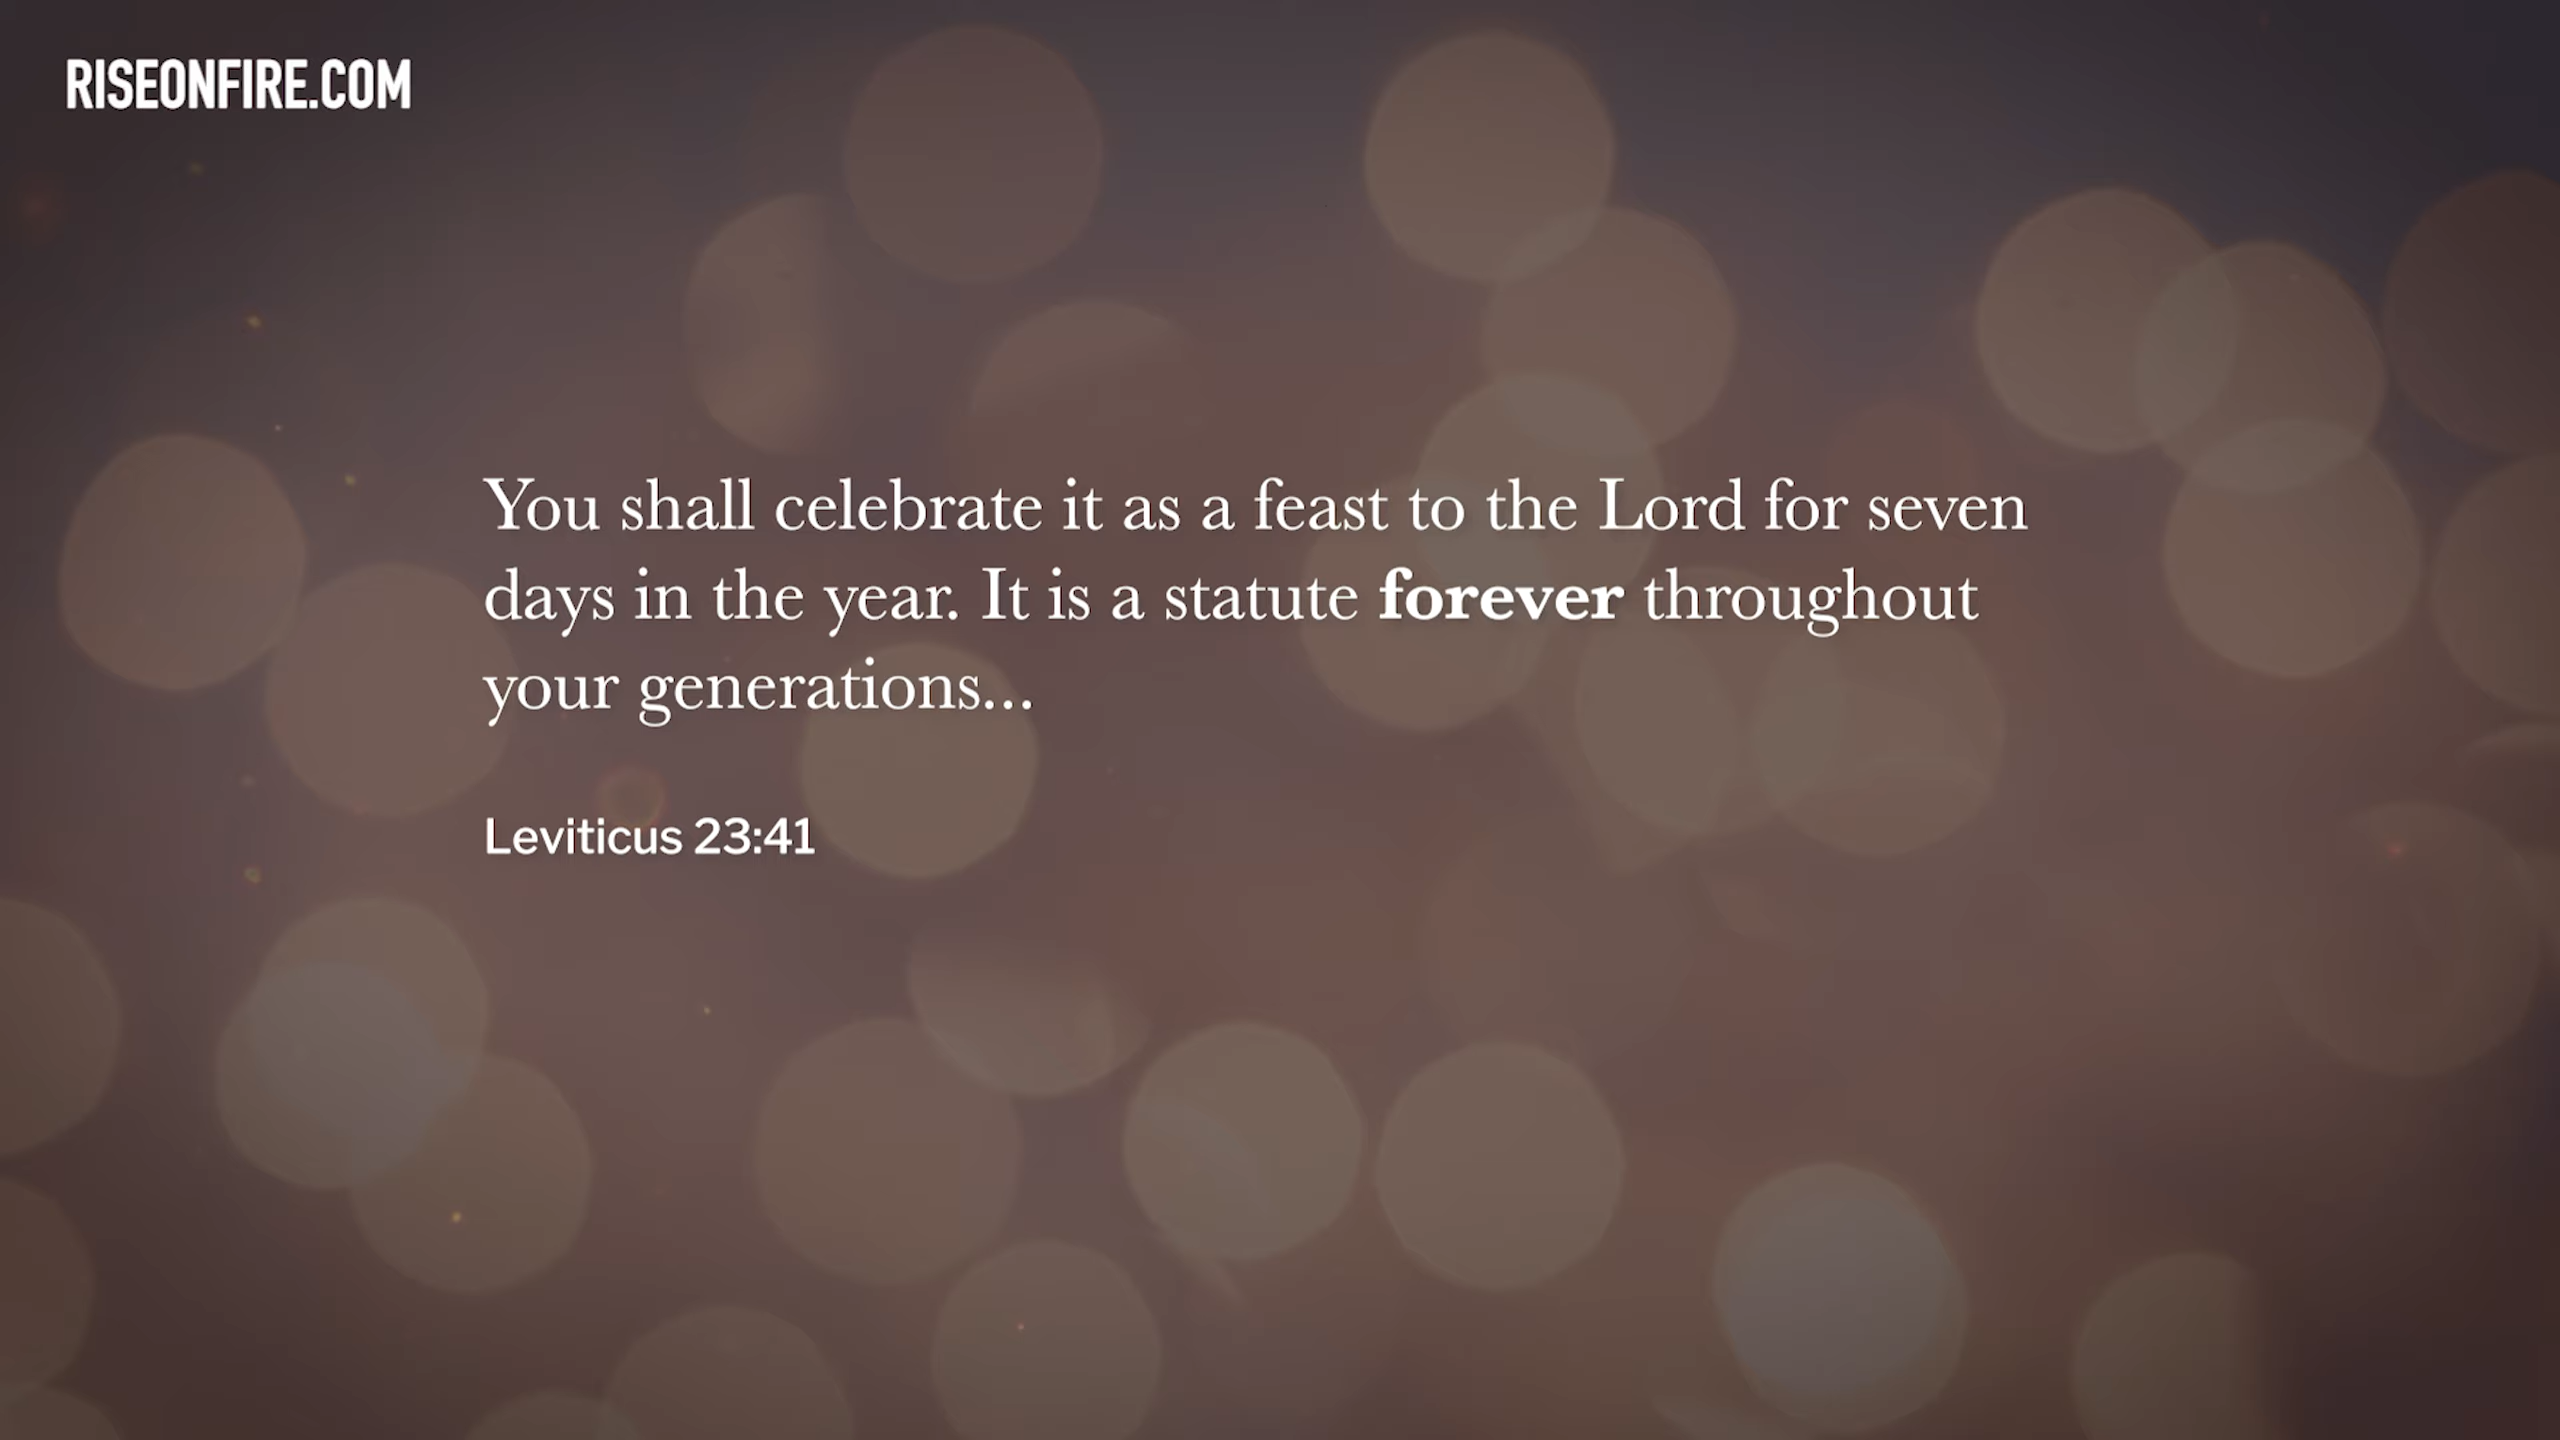 RISEONFIRE.COM
You shall celebrate it as a feast to the Lord for seven
days in the year. It is a statute forever throughout
your generations...
Leviticus 23:41